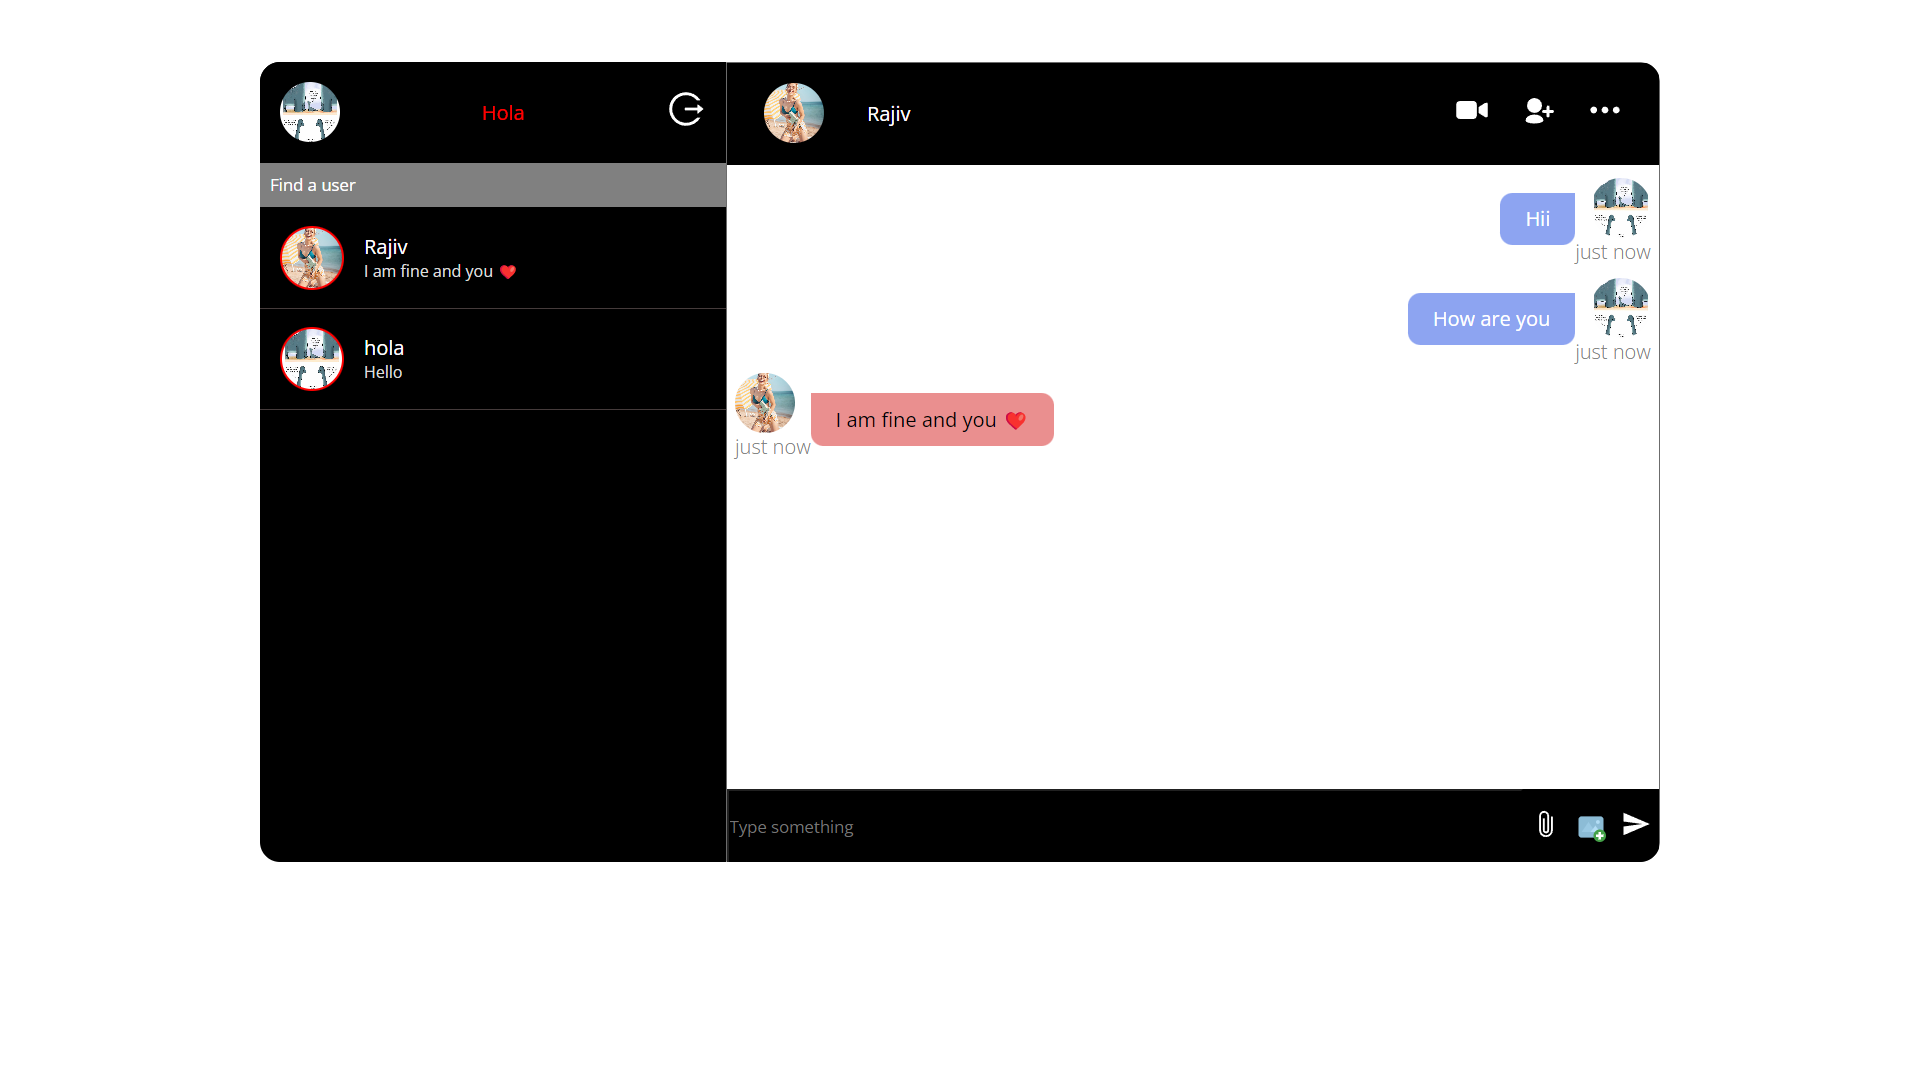 Hola
Find a user
Rajiv
I am fine and you ❤️
hola
Hello
Rajiv
Hii
just now
How are you
just now
I am fine and you ❤️
just now
Type something